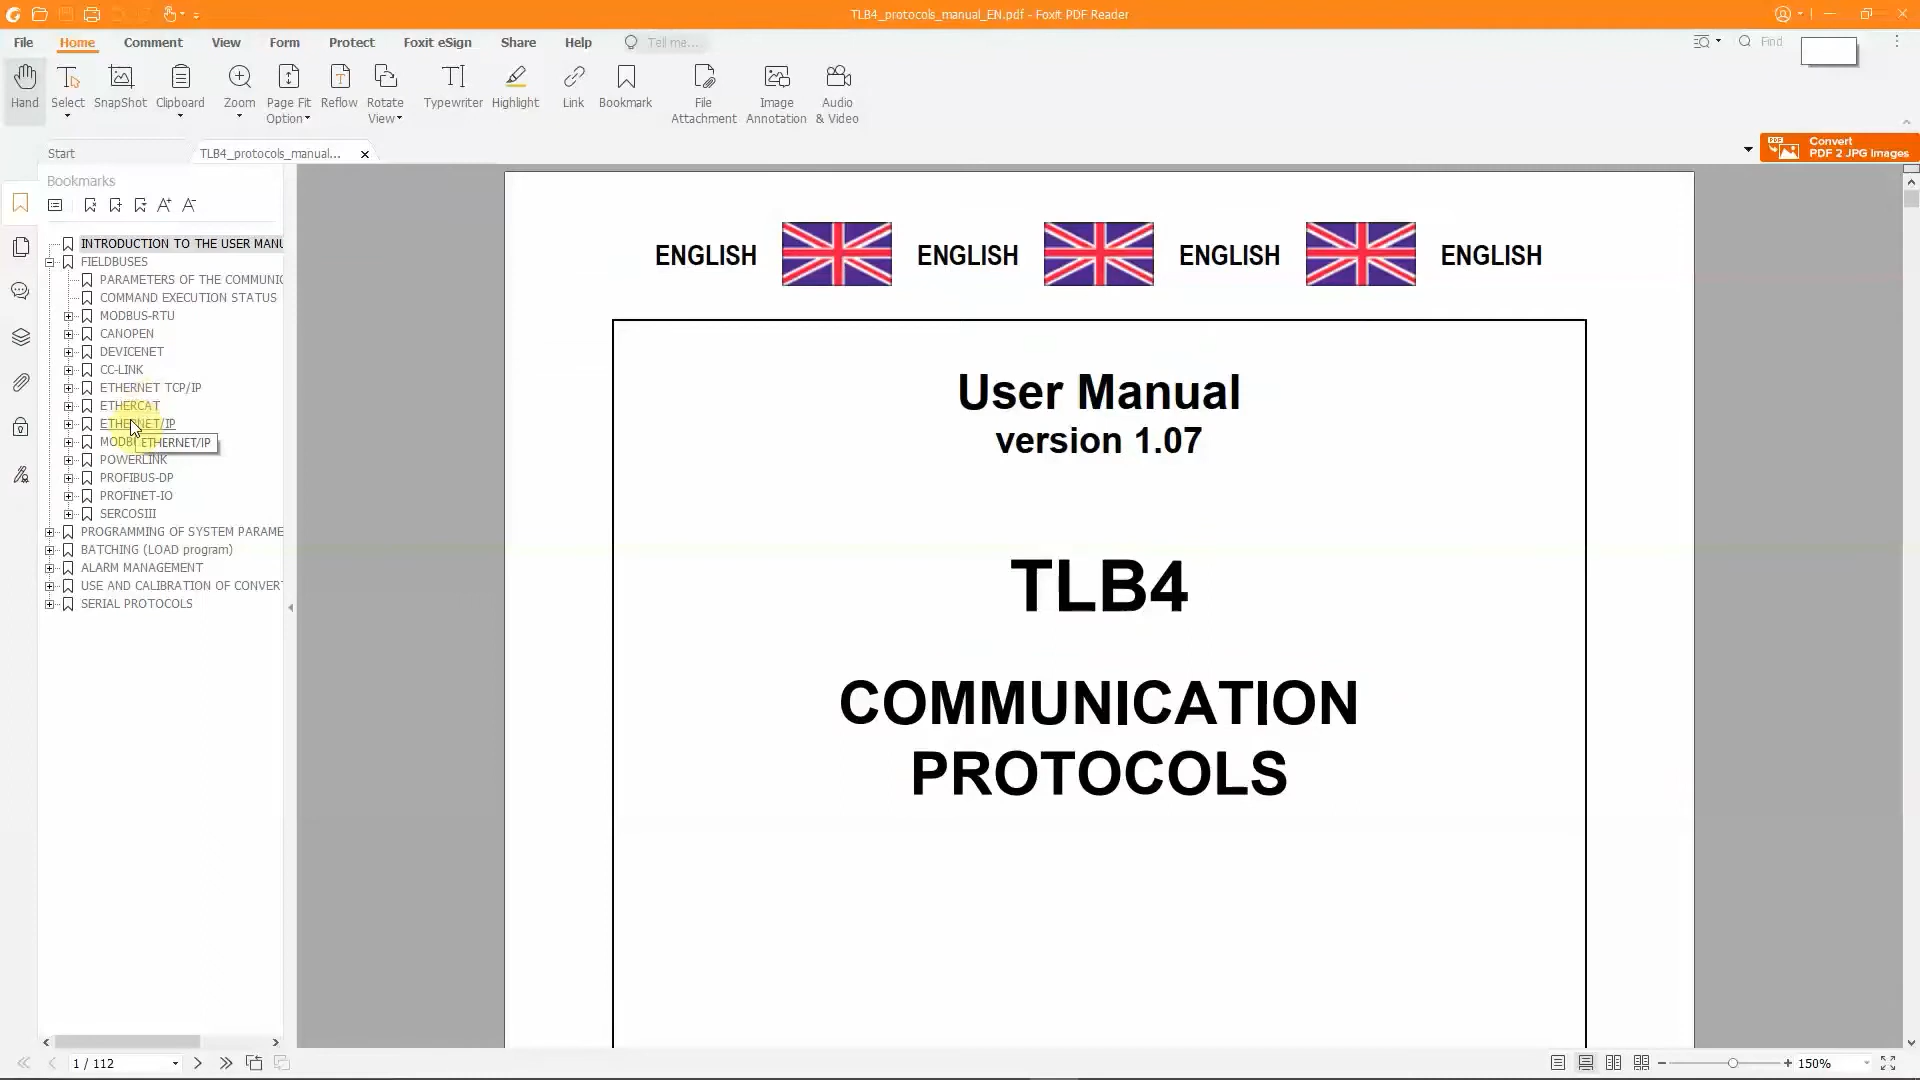 TLB4_protocols_manual_EN.pdf - Foxit PDF Reader
File Home Comment View Form Protect Foxit eSign Share Help Tell me... Find
Hand Select SnapShot Clipboard Zoom Page Fit Option Reflow Rotate View Typewriter Highlight Link Bookmark File Attachment Image Annotation Audio & Video
Start TLB4_protocols_manual... Convert
PDF 2 JPG Images
Bookmarks
INTRODUCTION TO THE USER MANU
FIELDBUSES
PARAMETERS OF THE COMMUNIC
COMMAND EXECUTION STATUS
MODBUS-RTU
CANOPEN
DEVICENET
CC-LINK
ETHERNET TCP/IP
ETHERCAT
ETHERNET/IP
MODB ETHERNET/IP
POWERLINK
PROFIBUS-DP
PROFINET-IO
SERCOSIII
PROGRAMMING OF SYSTEM PARAME
BATCHING (LOAD program)
ALARM MANAGEMENT
USE AND CALIBRATION OF CONVERT
SERIAL PROTOCOLS
ENGLISH ENGLISH ENGLISH ENGLISH
User Manual
version 1.07
TLB4
COMMUNICATION
PROTOCOLS
1 / 112 150%